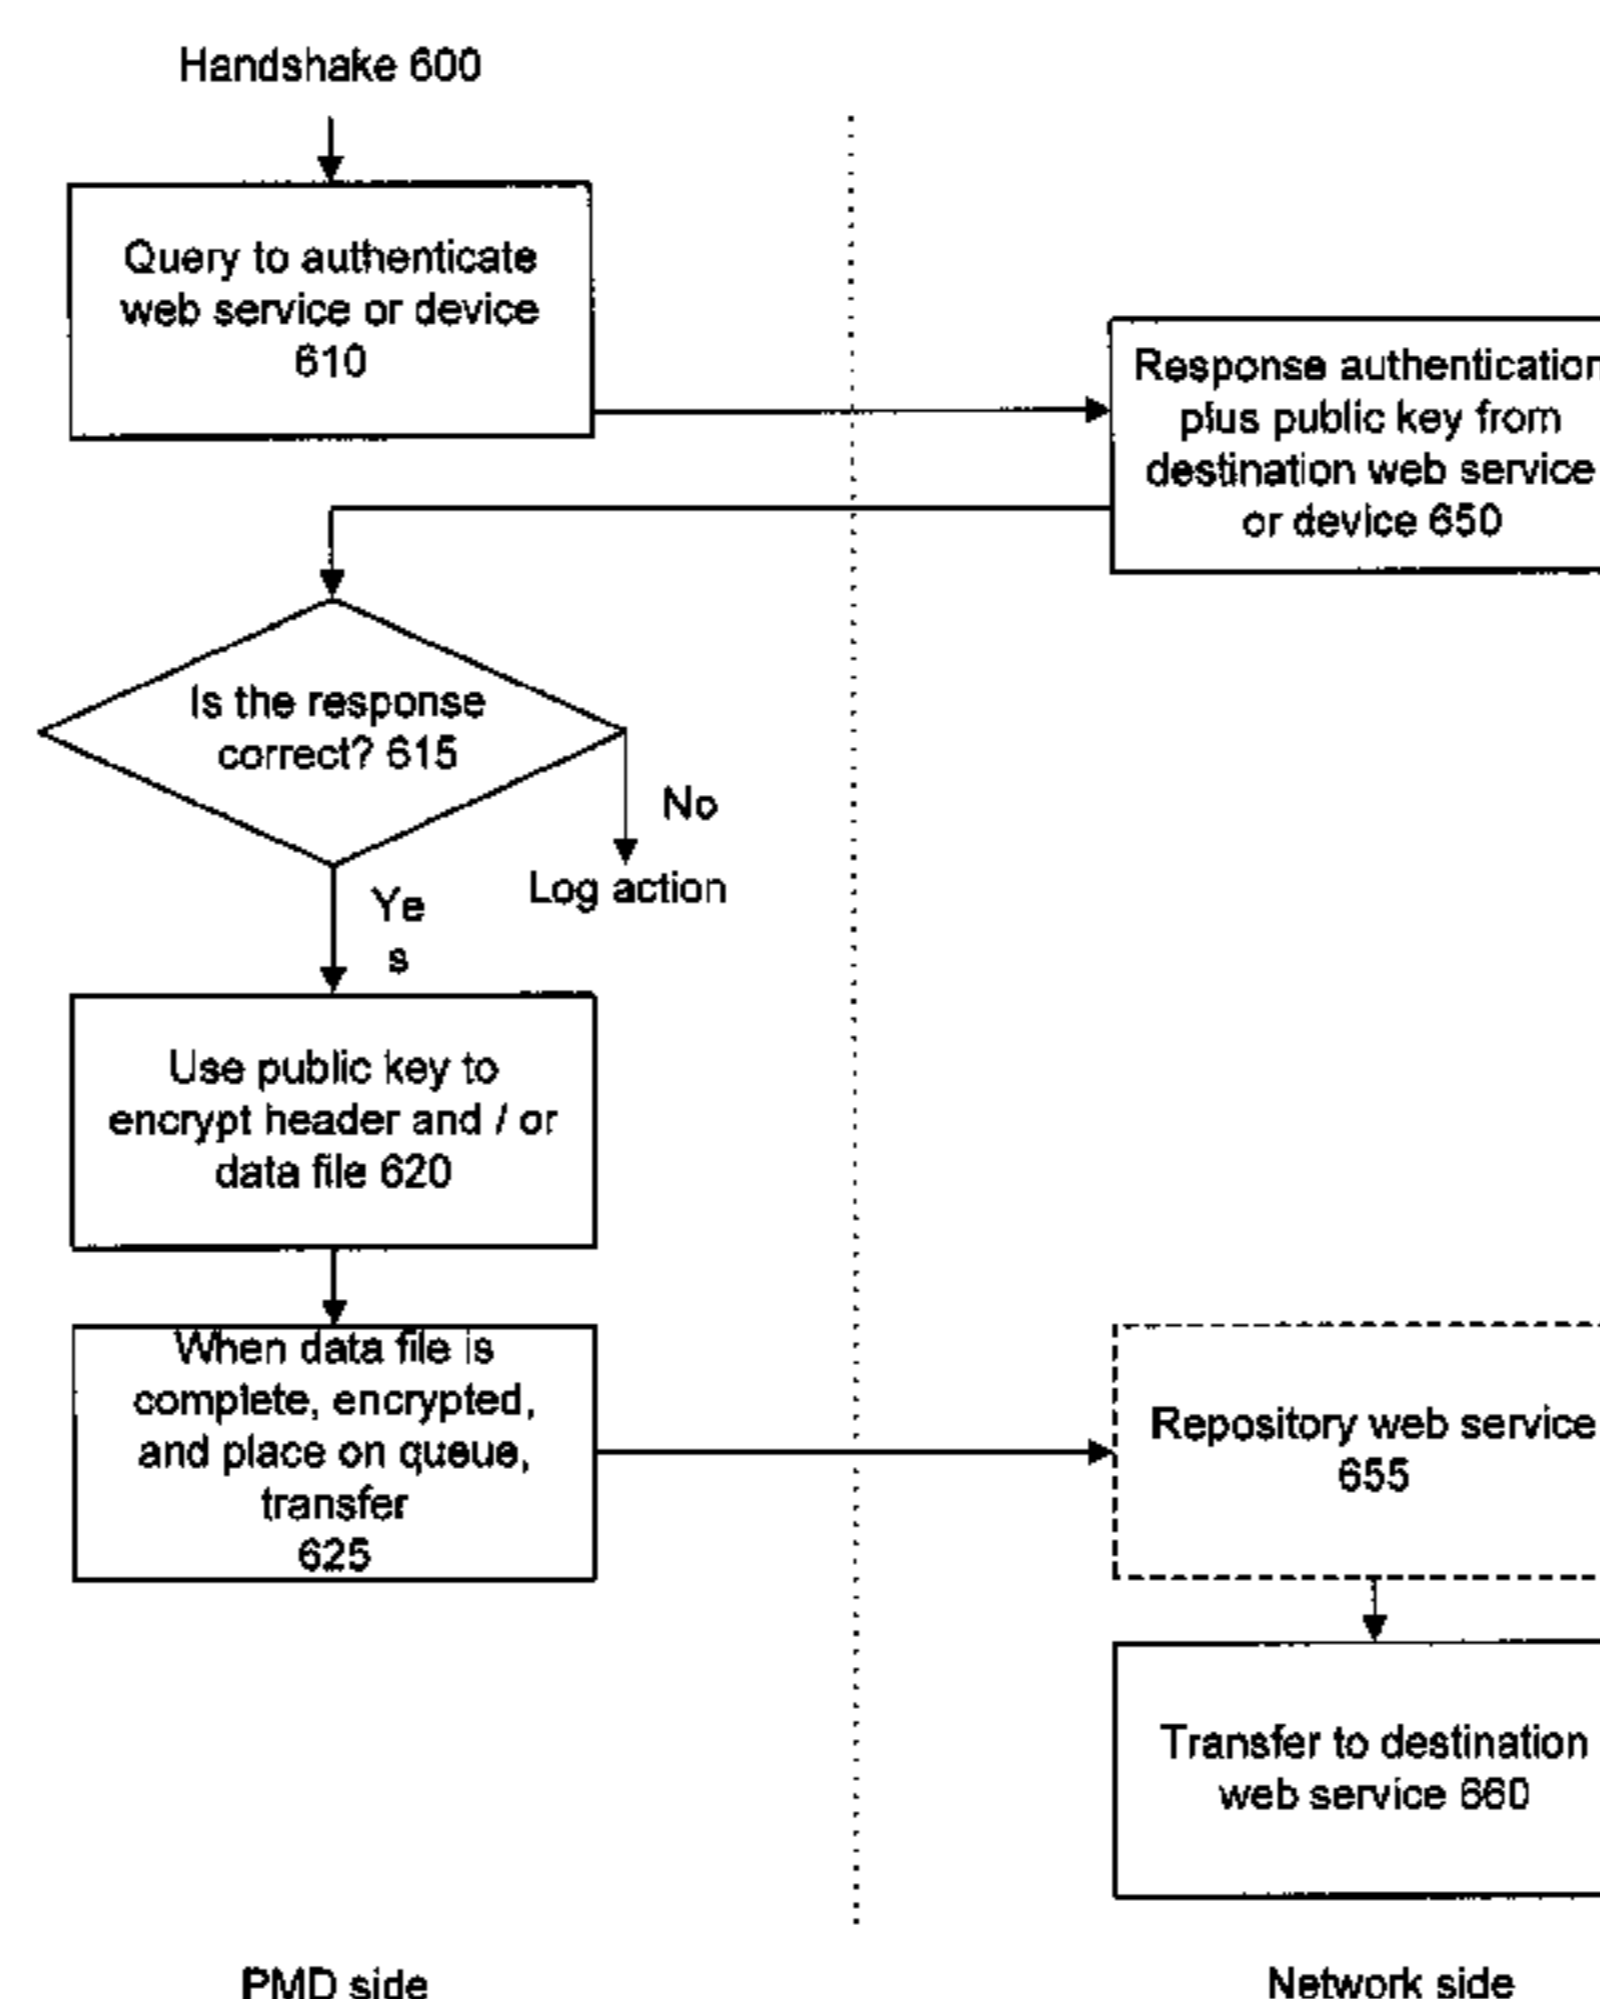 Handshake 600
Query to authenticate
web service or device
610
Response authentication
plus public key from
destination web service
or device 650
Is the response
correct? 615
No
Log action
Ye
s
Use public key to
encrypt header and / or
data file 620
When data file is
complete, encrypted,
and place on queue,
transfer
625
Repository web service
655
Transfer to destination
web service 660
PMD side
Network side